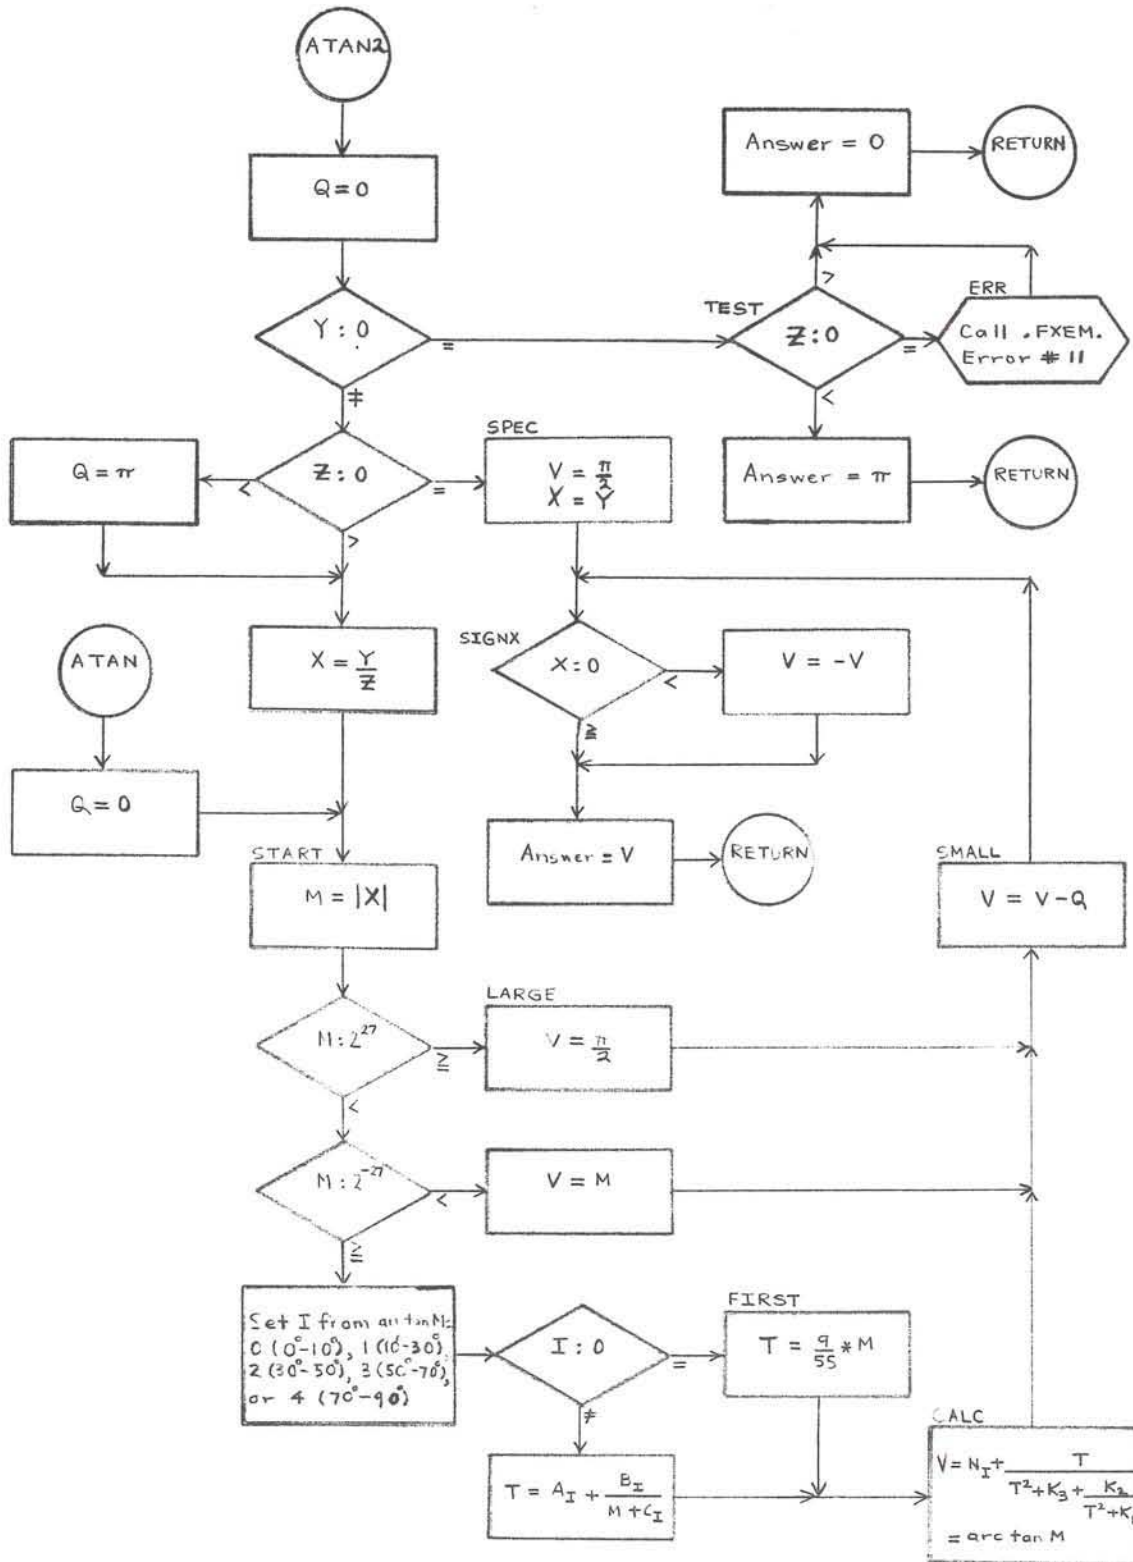 ATAN2
Q=0
Y:0
=
≠
TEST
Z:0
>
=
<
Answer = 0
RETURN
ERR
Call .FXEM.
Error # 11
Answer = π
RETURN
Z:0
<
=
>
Q = π
SPEC
V = π/2
X = Y
X = Y/Z
ATAN
Q = 0
SIGNX
X:0
<
≧
V = -V
Answer = V
RETURN
START
M = |X|
SMALL
V = V-Q
M:2^27
≧
<
LARGE
V = π/2
M:2^-27
<
≧
V = M
Set I from arc tan M:
0 (0°-10°), 1 (10°-30°),
2 (30°-50°), 3 (50°-70°),
or 4 (70°-90°)
I:0
=
≠
FIRST
T = 9/55 * M
T = A_I + B_I/(M + C_I)
CALC
V = N_I + T/(T²+K₃+K₂/(T²+K₁
= arc tan M